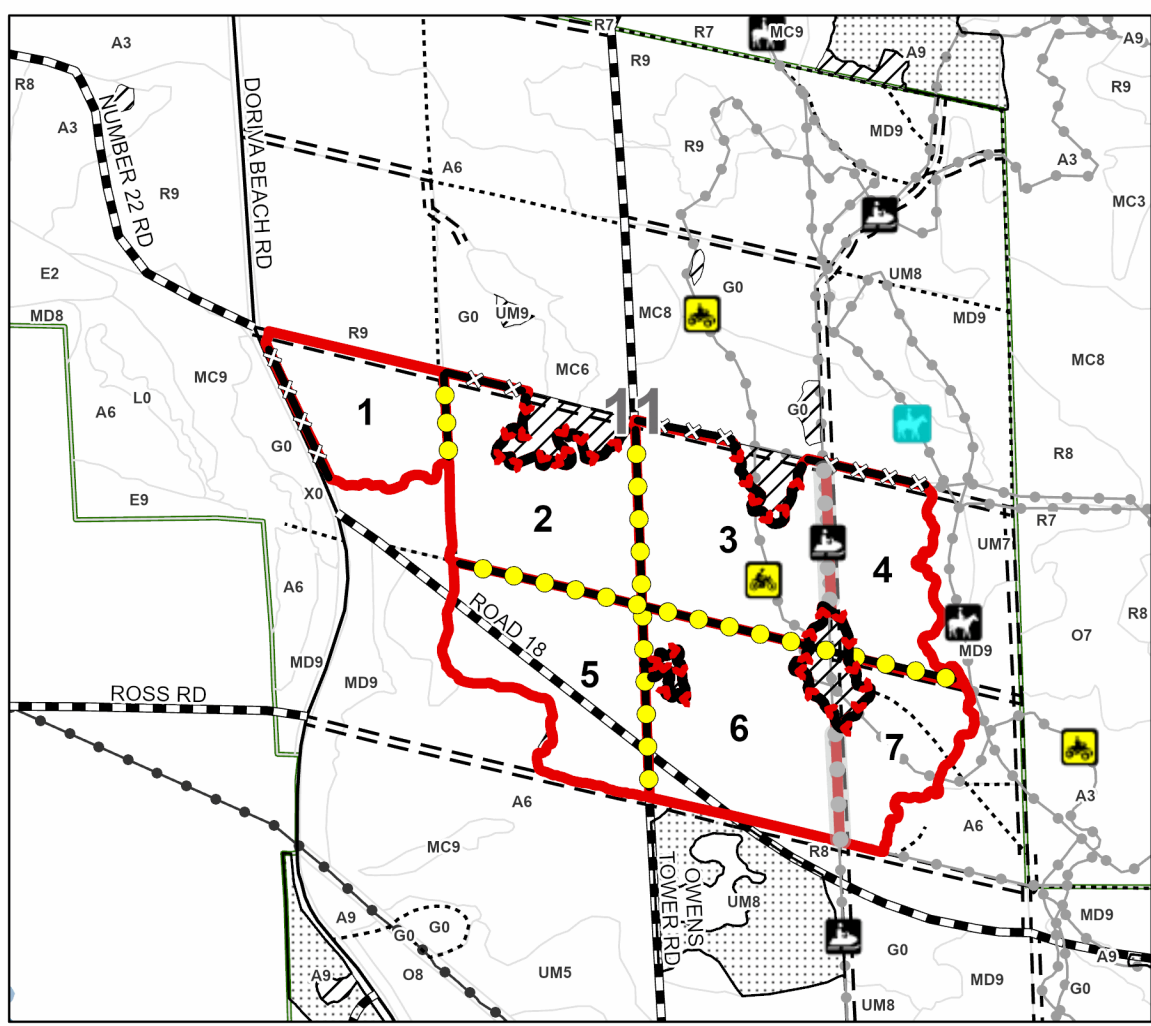 R7
R7
MC9
A9
A9
A3
R8
R9
R9
A3
NUMBER 22 RD
DORIVA BEACH RD
R9
MD9
R9
A3
A6
MC3
E2
UM8
G0
MD8
G0
UM9
MC8
MD9
R9
MC6
MC8
MC9
L0
A6
1
11
G0
G0
R8
E9
X0
2
3
4
R7
UM7
A6
ROAD 18
R8
O7
MD9
MD9
MD9
5
ROSS RD
6
7
A6
A3
A6
MC9
R8
OWENS
TOWER RD
UM8
A9
G0
G0
MD9
G0
A9
A9
O8
UM5
MD9
G0
UM8